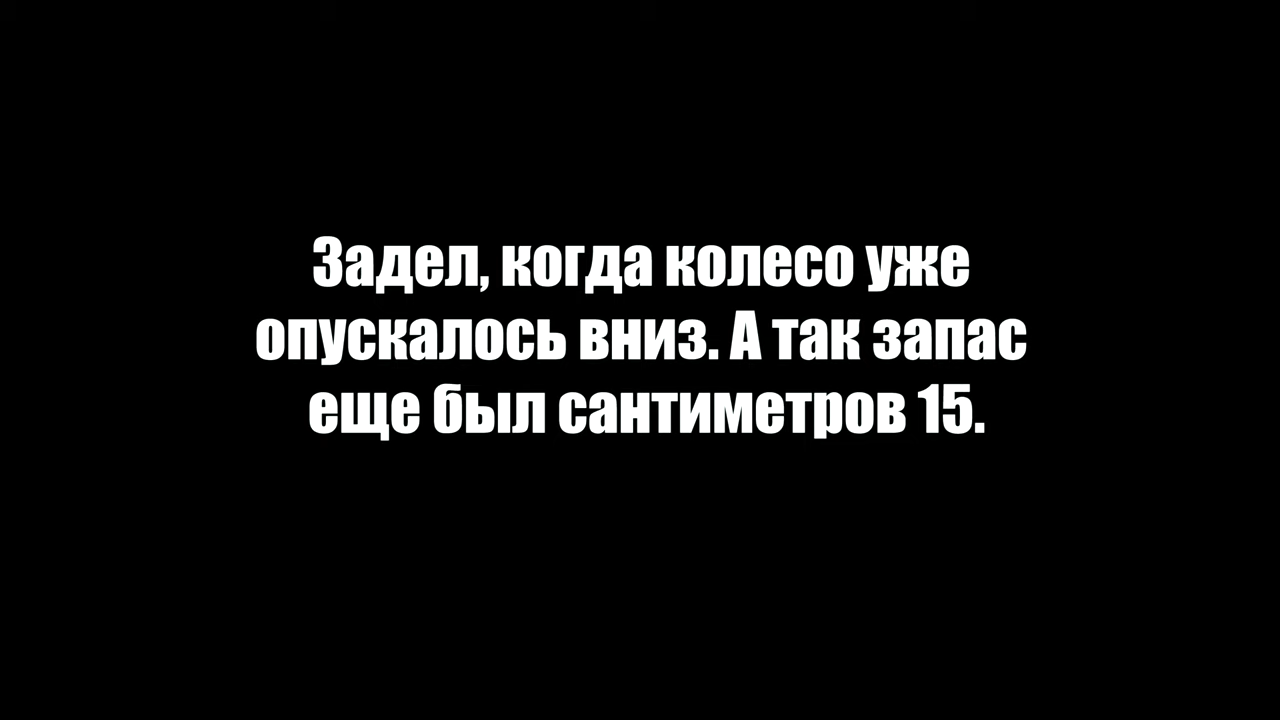 Задел, когда колесо уже
опускалось вниз. А так запас
еще был сантиметров 15.